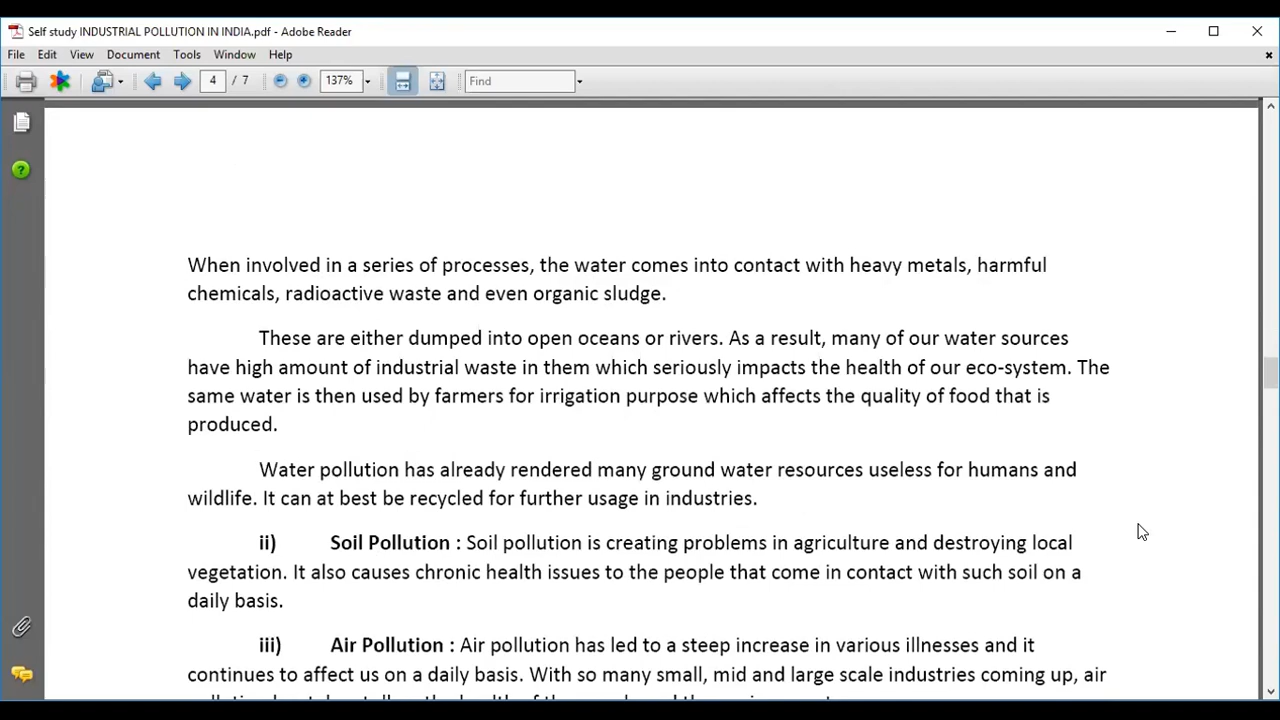 Self study INDUSTRIAL POLLUTION IN INDIA.pdf - Adobe Reader
File Edit View Document Tools Window Help
4 / 7 137% Find
When involved in a series of processes, the water comes into contact with heavy metals, harmful
chemicals, radioactive waste and even organic sludge.
These are either dumped into open oceans or rivers. As a result, many of our water sources
have high amount of industrial waste in them which seriously impacts the health of our eco-system. The
same water is then used by farmers for irrigation purpose which affects the quality of food that is
produced.
Water pollution has already rendered many ground water resources useless for humans and
wildlife. It can at best be recycled for further usage in industries.
ii) Soil Pollution : Soil pollution is creating problems in agriculture and destroying local
vegetation. It also causes chronic health issues to the people that come in contact with such soil on a
daily basis.
iii) Air Pollution : Air pollution has led to a steep increase in various illnesses and it
continues to affect us on a daily basis. With so many small, mid and large scale industries coming up, air